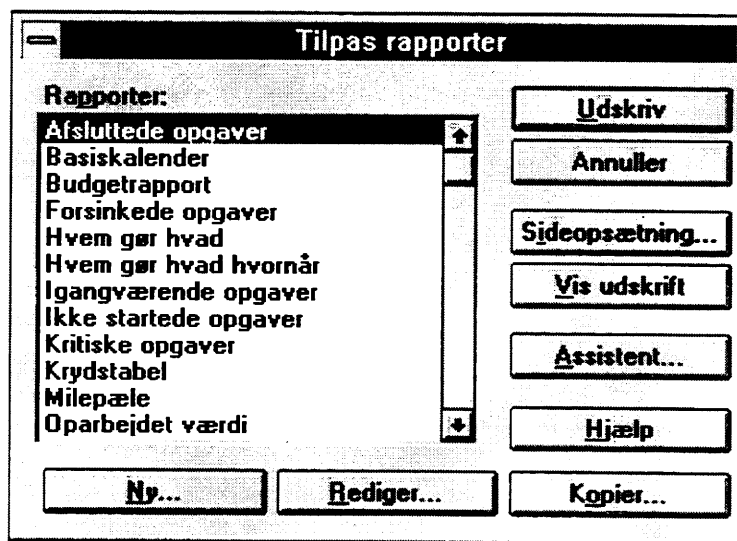 Tilpas rapporter
Rapporter:
Afsluttede opgaver
Basiskalender
Budgetrapport
Forsinkede opgaver
Hvem gør hvad
Hvem gør hvad hvornår
Igangværende opgaver
Ikke startede opgaver
Kritiske opgaver
Krydstabel
Milepæle
Oparbejdet værdi
Udskriv
Annuller
Sideopsætning...
Vis udskrift
Assistent...
Hjælp
Ny...
Rediger...
Kopier...